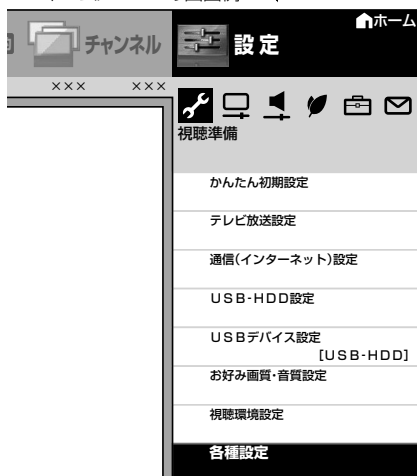 ホーム
チャンネル
設定
×××
×××
視聴準備
かんたん初期設定
テレビ放送設定
通信(インターネット)設定
USB-HDD設定
USBデバイス設定
[USB-HDD]
お好み画質・音質設定
視聴環境設定
各種設定